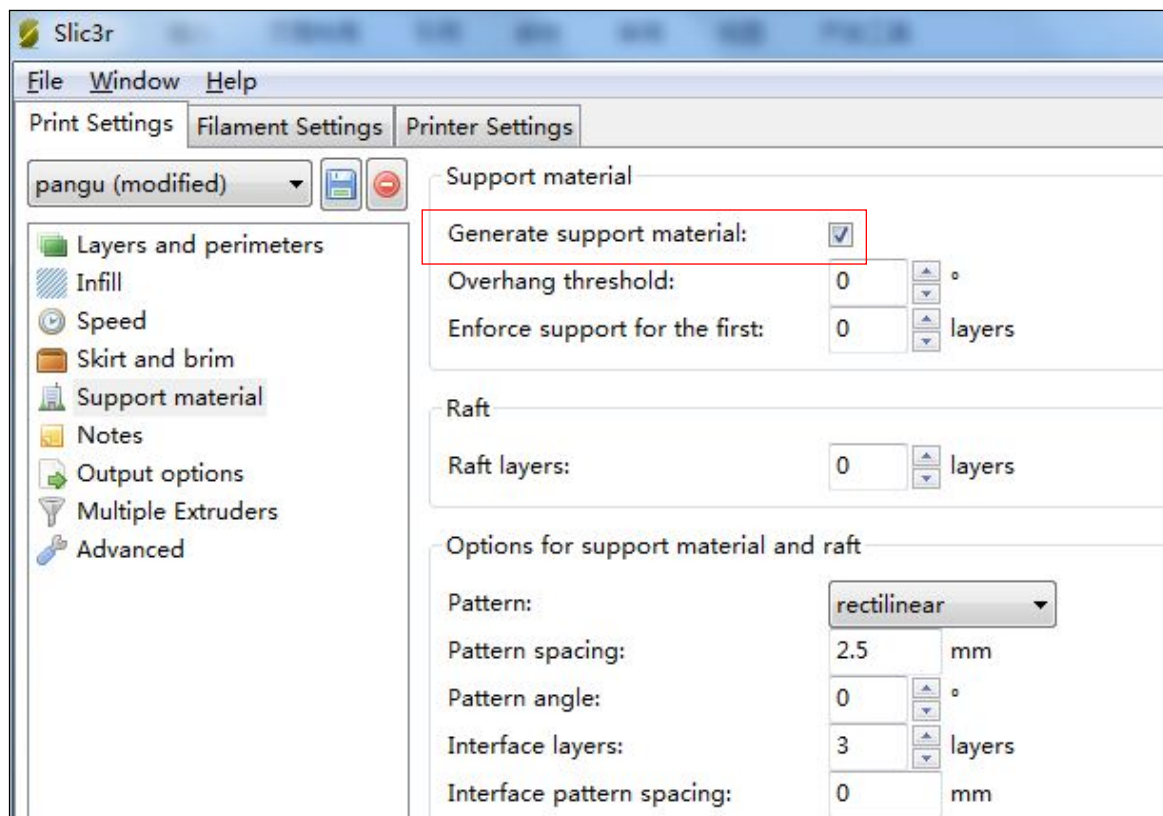 Slic3r
File Window Help
Print Settings Filament Settings Printer Settings
pangu (modified)
Layers and perimeters
Infill
Speed
Skirt and brim
Support material
Notes
Output options
Multiple Extruders
Advanced
Support material
Generate support material:
Overhang threshold: 0 °
Enforce support for the first: 0 layers
Raft
Raft layers: 0 layers
Options for support material and raft
Pattern: rectilinear
Pattern spacing: 2.5 mm
Pattern angle: 0 °
Interface layers: 3 layers
Interface pattern spacing: 0 mm